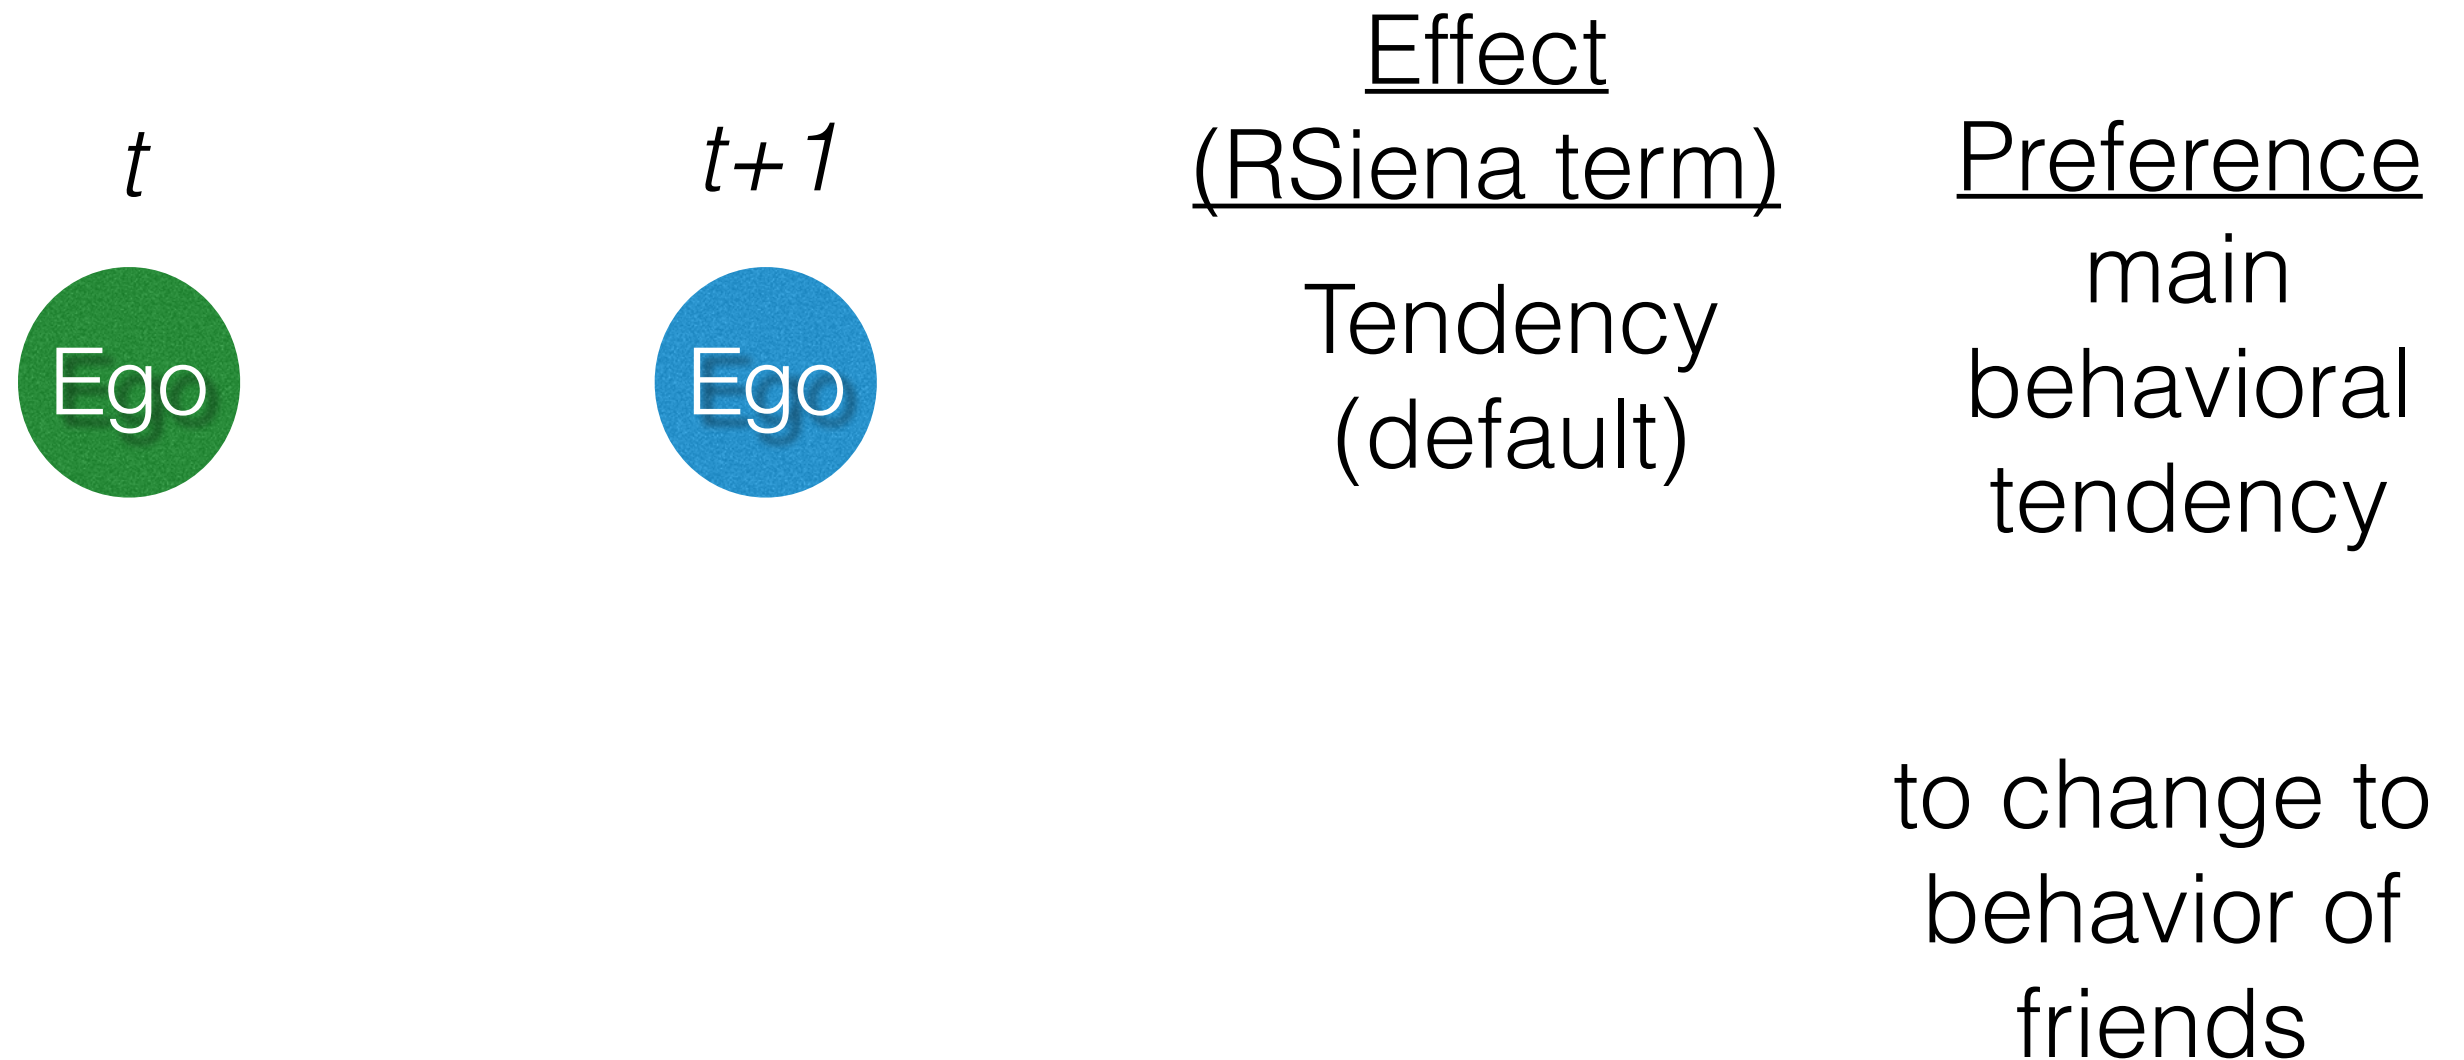 t
t+1
Effect
(RSiena term)
Preference
Ego
Ego
Tendency
(default)
main
behavioral
tendency
to change to
behavior of
friends